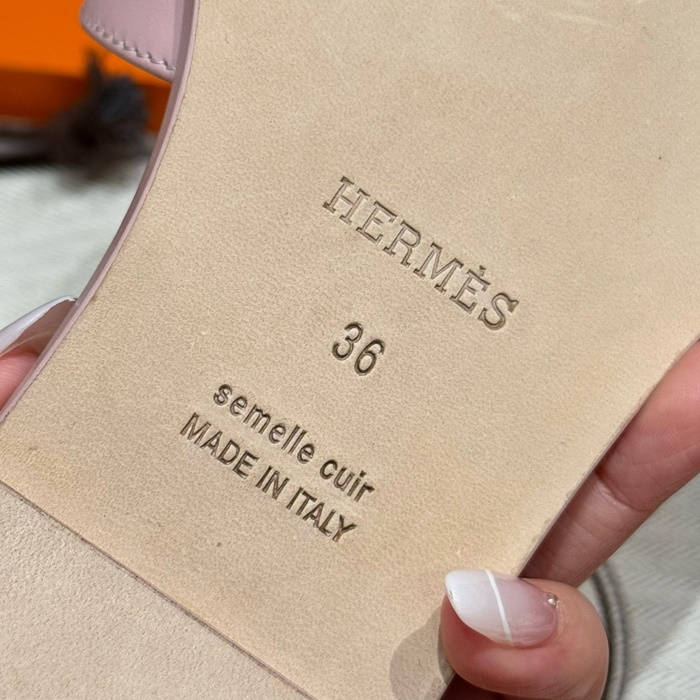 HERMÈS
36
semelle cuir
MADE IN ITALY